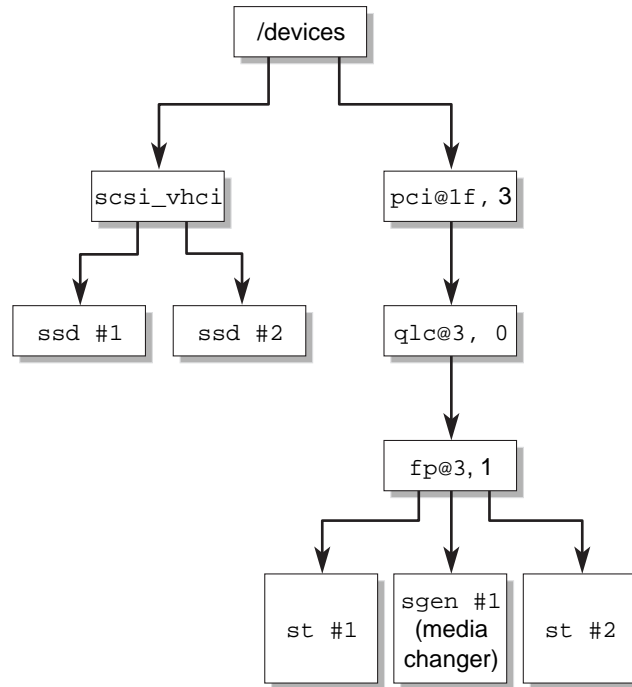 /devices
scsi_vhci
pci@1f, 3
ssd #1
ssd #2
qlc@3, 0
fp@3, 1
st #1
sgen #1
(media
changer)
st #2